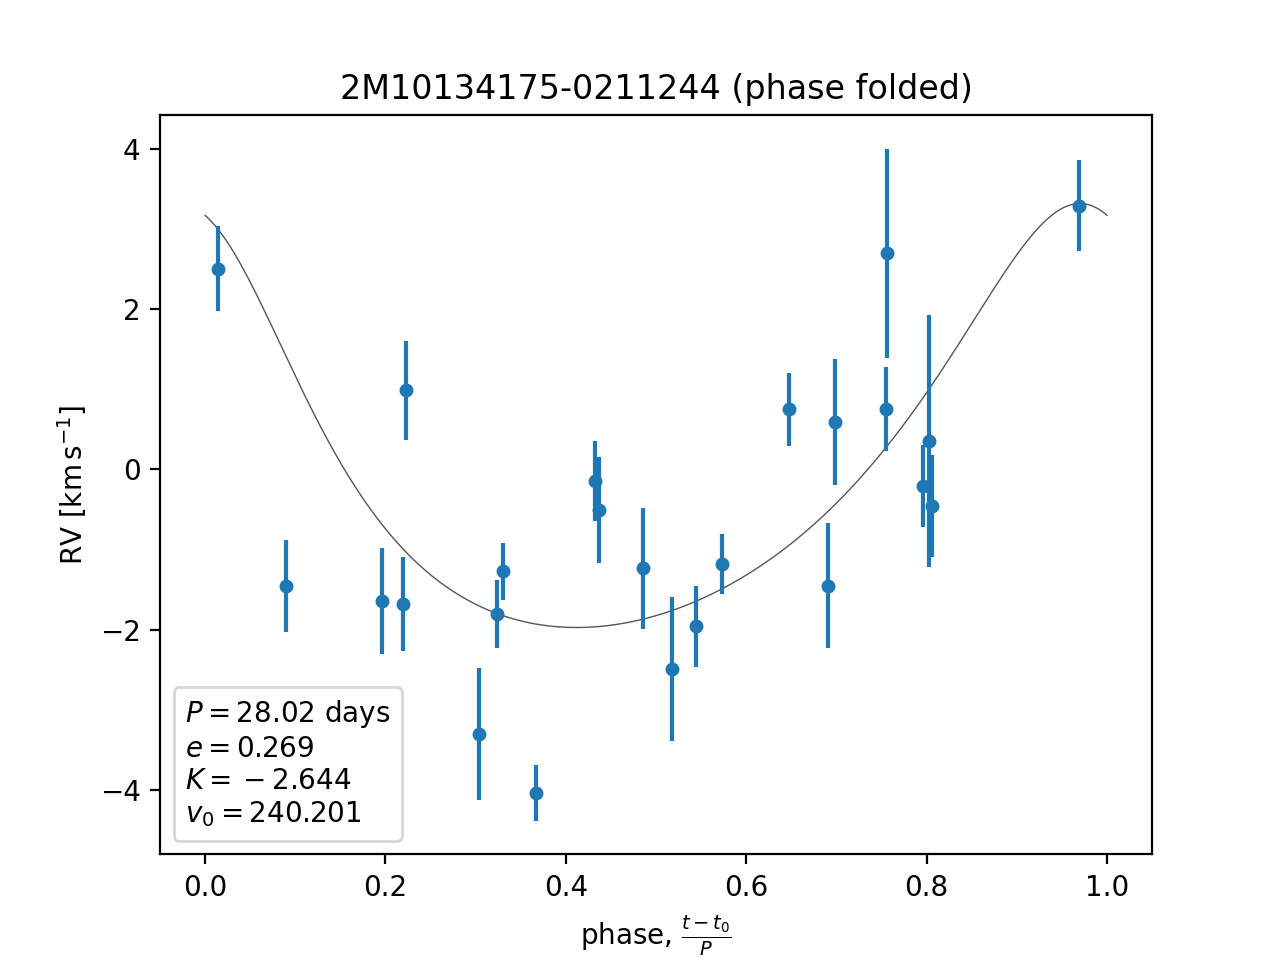 2M10134175-0211244 (phase folded)
RV [km s⁻¹]
4
2
0
−2
−4
P = 28.02 days
e = 0.269
K = −2.644
v₀ = 240.201
0.0 0.2 0.4 0.6 0.8 1.0
phase, \frac{t − t₀}{P}